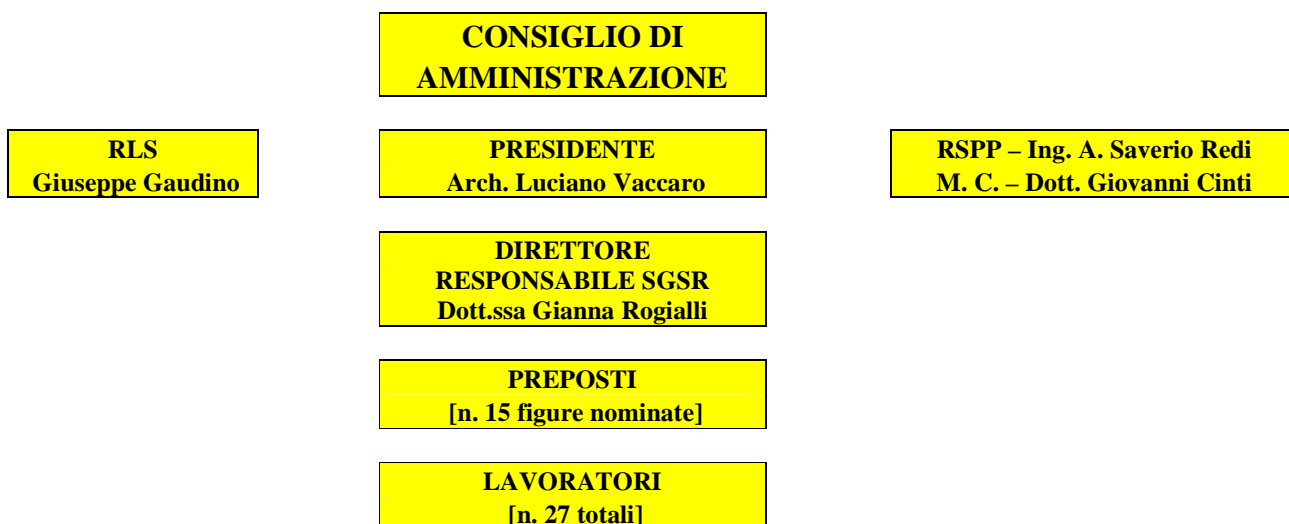 CONSIGLIO DI
AMMINISTRAZIONE
RLS
Giuseppe Gaudino
PRESIDENTE
Arch. Luciano Vaccaro
RSPP – Ing. A. Saverio Redi
M. C. – Dott. Giovanni Cinti
DIRETTORE
RESPONSABILE SGSR
Dott.ssa Gianna Rogialli
PREPOSTI
[n. 15 figure nominate]
LAVORATORI
[n. 27 totali]